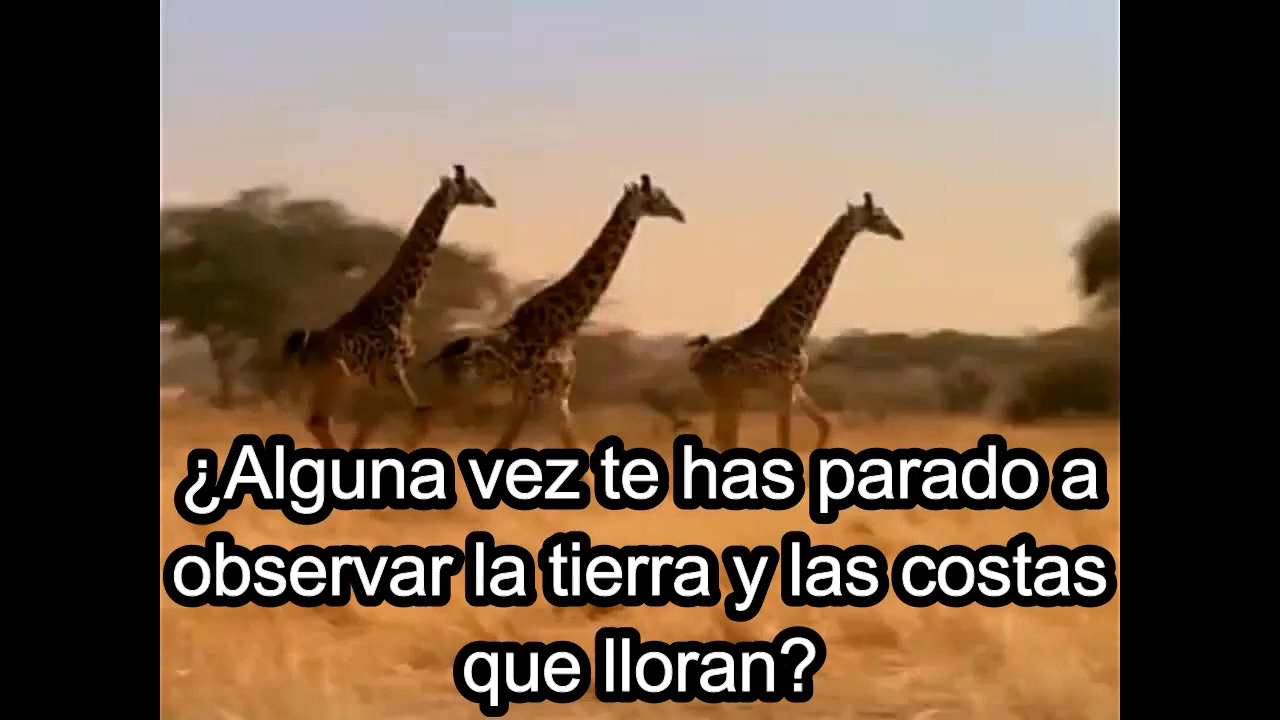 ¿Alguna vez te has parado a
observar la tierra y las costas
que lloran?